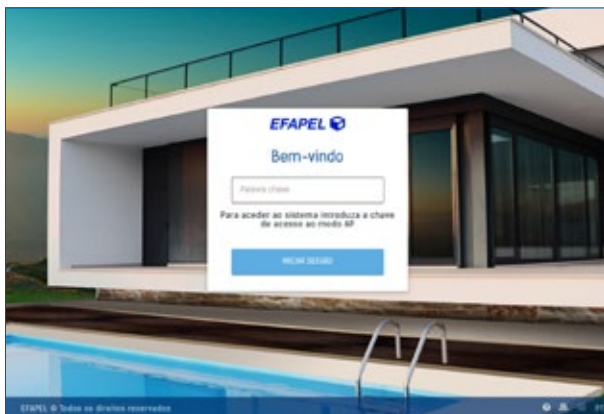 EFAPEL
Bem-vindo
Palavra chave
Para aceder ao sistema introduza a chave
de acesso ao modo AP
INICIAR SESSÃO
EFAPEL © Todos os direitos reservados